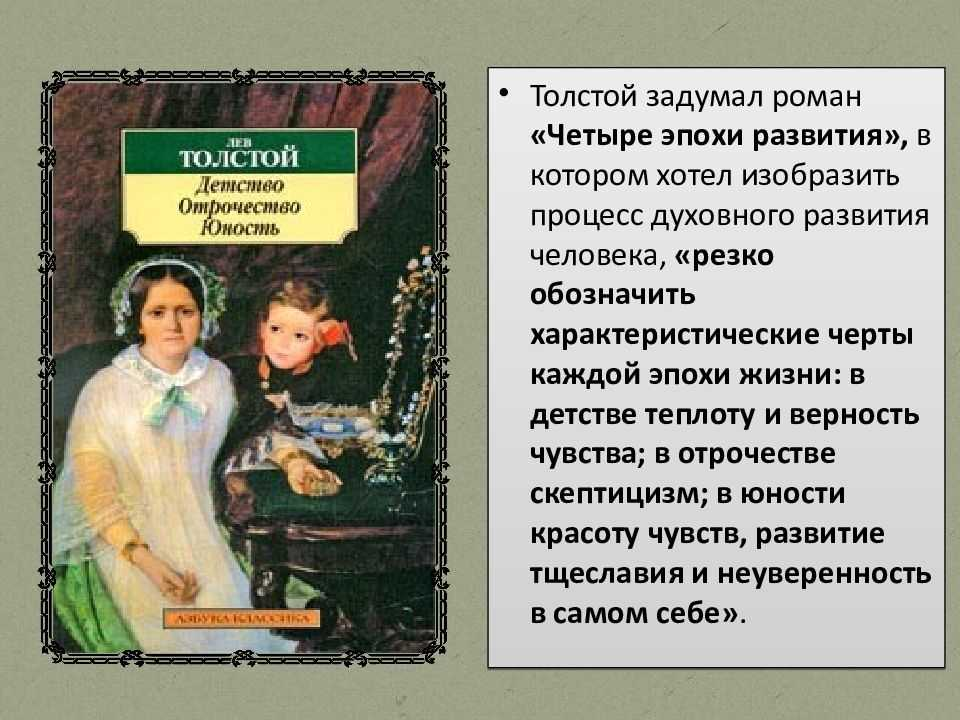 ЛЕВ
ТОЛСТОЙ
Детство
Отрочество
Юность
АЗБУКА-КЛАССИКА
• Толстой задумал роман
«Четыре эпохи развития», в
котором хотел изобразить
процесс духовного развития
человека, «резко
обозначить
характеристические черты
каждой эпохи жизни: в
детстве теплоту и верность
чувства; в отрочестве
скептицизм; в юности
красоту чувств, развитие
тщеславия и неуверенность
в самом себе».